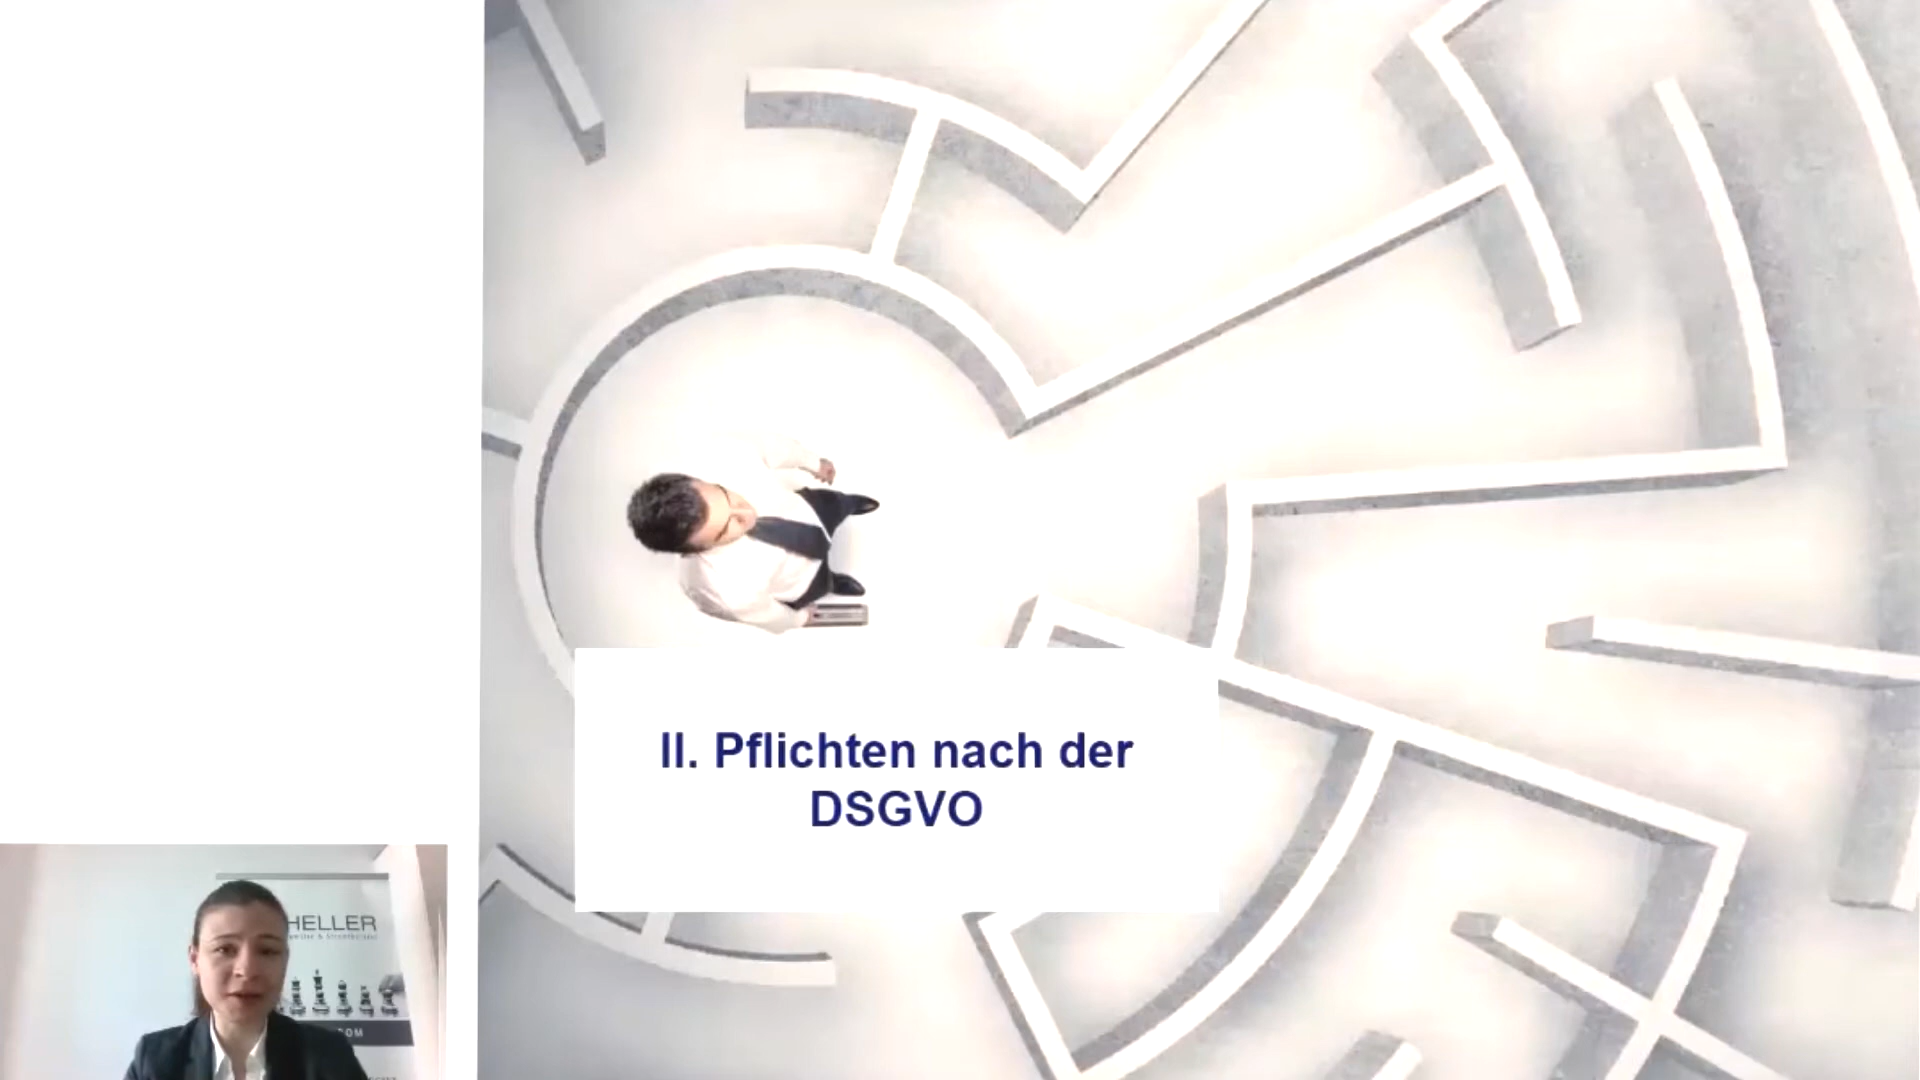 II. Pflichten nach der
DSGVO
HELLER